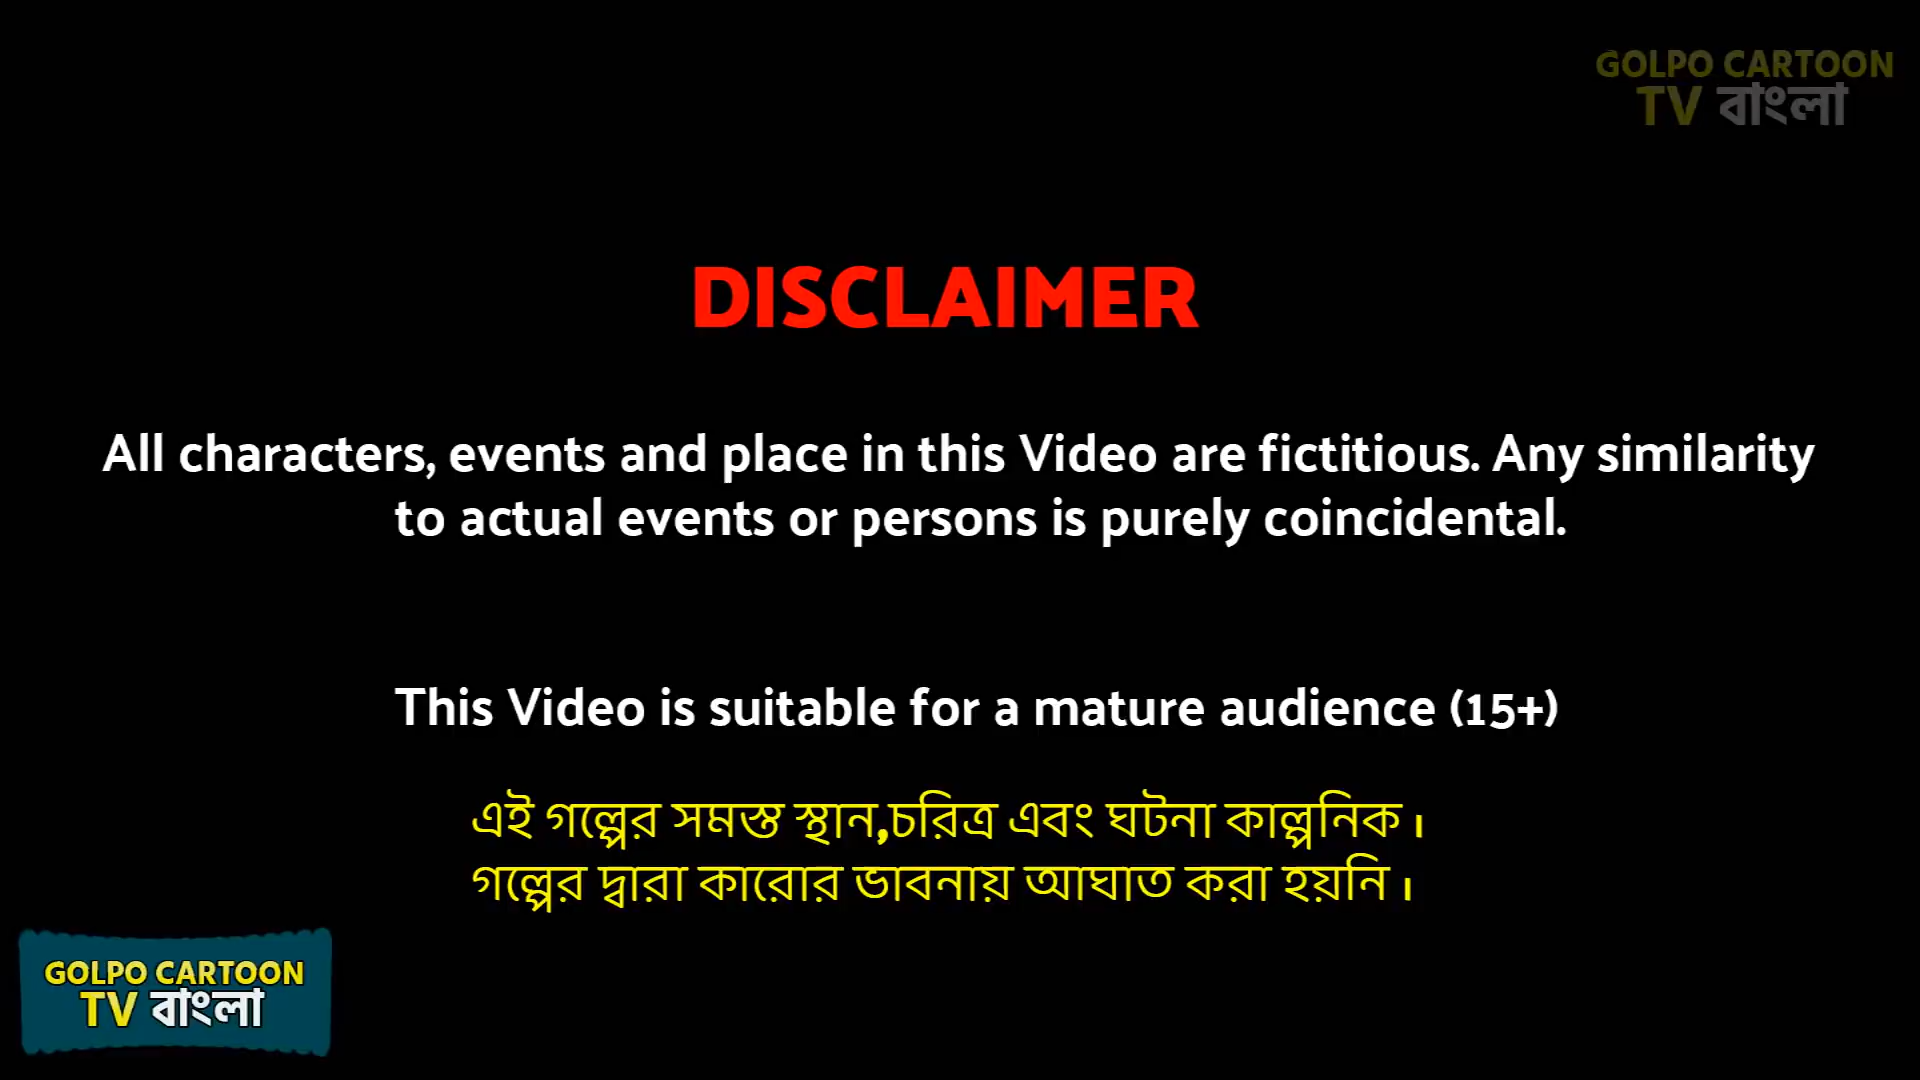 GOLPO CARTOON
TV বাংলা
DISCLAIMER
All characters, events and place in this Video are fictitious. Any similarity
to actual events or persons is purely coincidental.
This Video is suitable for a mature audience (15+)
এই গল্পের সমস্ত স্থান,চরিত্র এবং ঘটনা কাল্পনিক।
গল্পের দ্বারা কারোর ভাবনায় আঘাত করা হয়নি।
GOLPO CARTOON
TV বাংলা